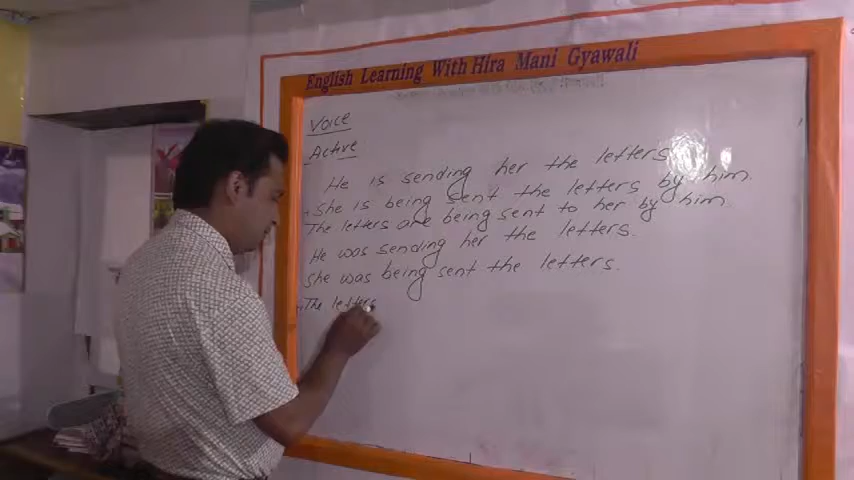 English Learning With Hira Mani Gyawali
Voice
Active
He is sending her the letters
She is being sent the letters by him.
The letters are being sent to her by him.
He was sending her the letters.
She was being sent the letters.
The letters